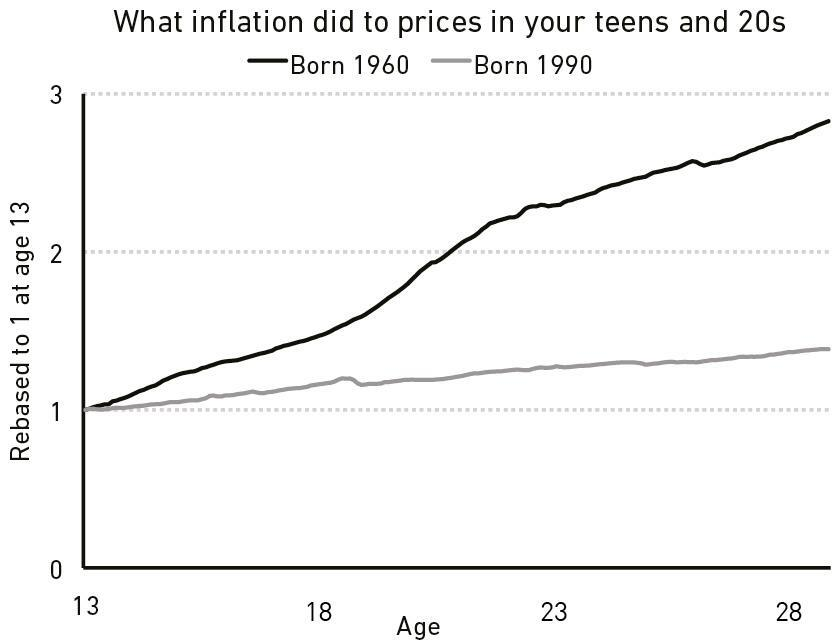 What inflation did to prices in your teens and 20s
Born 1960 Born 1990
3
2
1
0
Rebased to 1 at age 13
13 18 23 28
Age